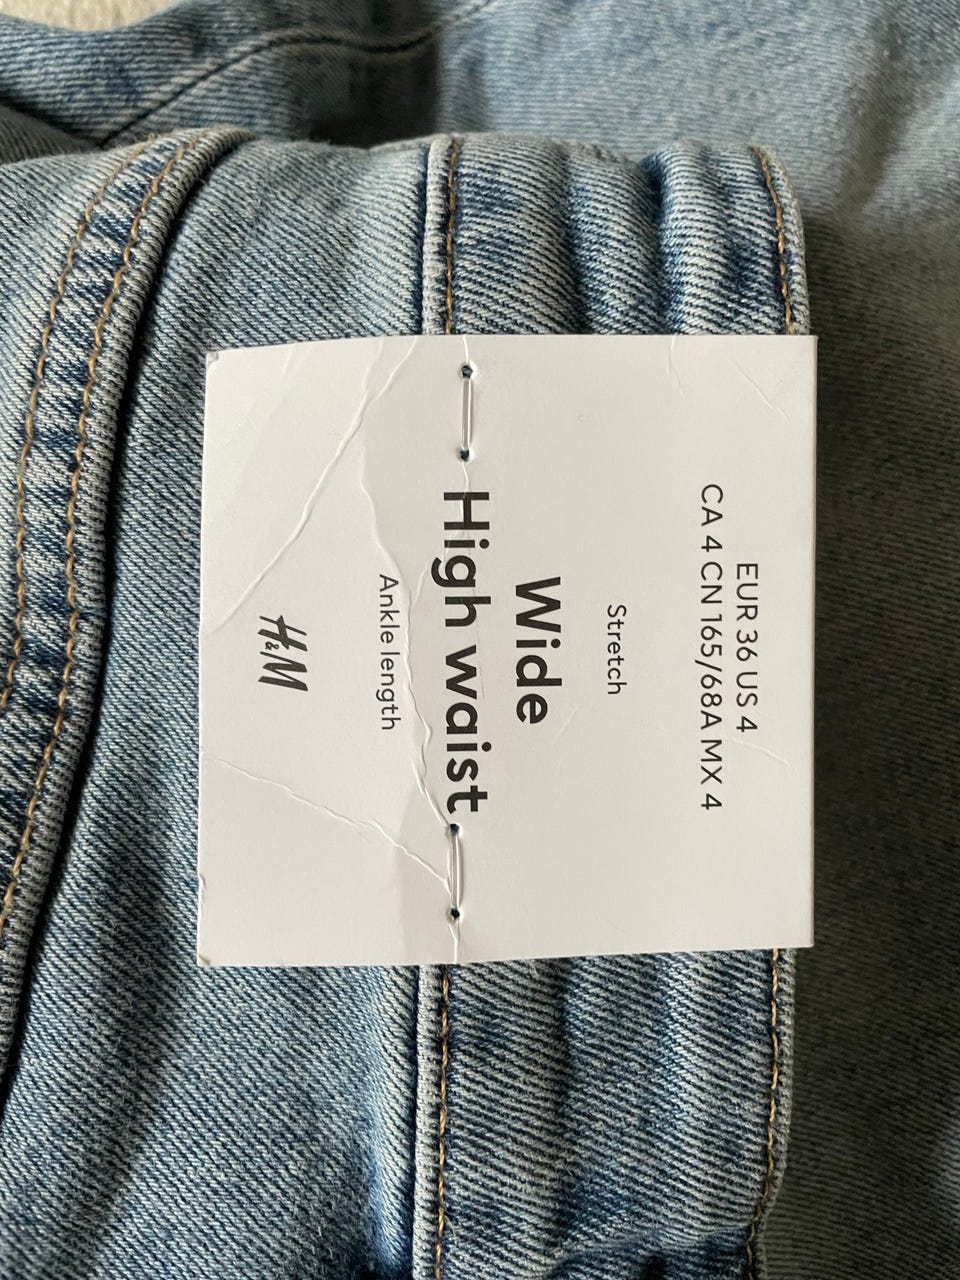 EUR 36 US 4
CA 4 CN 165/68A MX 4
Stretch
Wide
High waist
Ankle length
H&M